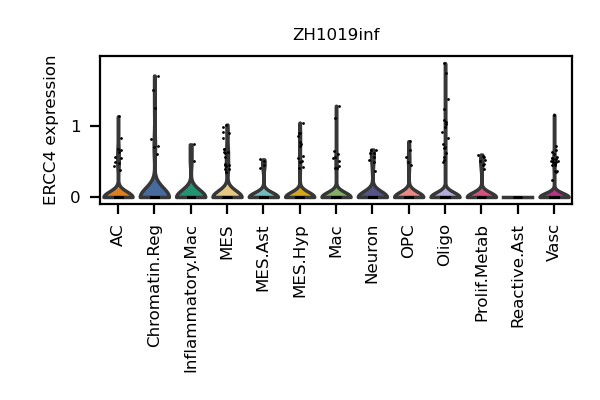 ZH1019inf
ERCC4 expression
1
0
AC
Chromatin.Reg
Inflammatory.Mac
MES
MES.Ast
MES.Hyp
Mac
Neuron
OPC
Oligo
Prolif.Metab
Reactive.Ast
Vasc